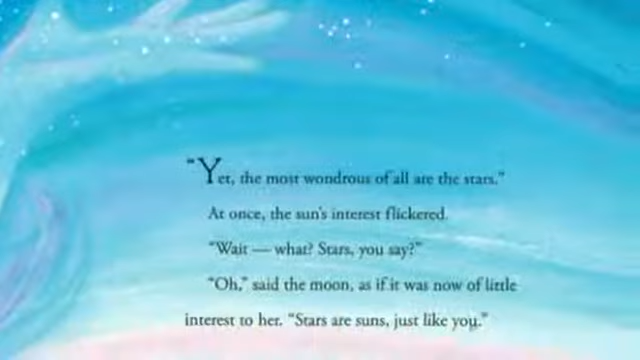 "Yet, the most wondrous of all are the stars."
At once, the sun's interest flickered.
"Wait — what? Stars, you say?"
"Oh," said the moon, as if it was now of little
interest to her. "Stars are suns, just like you."